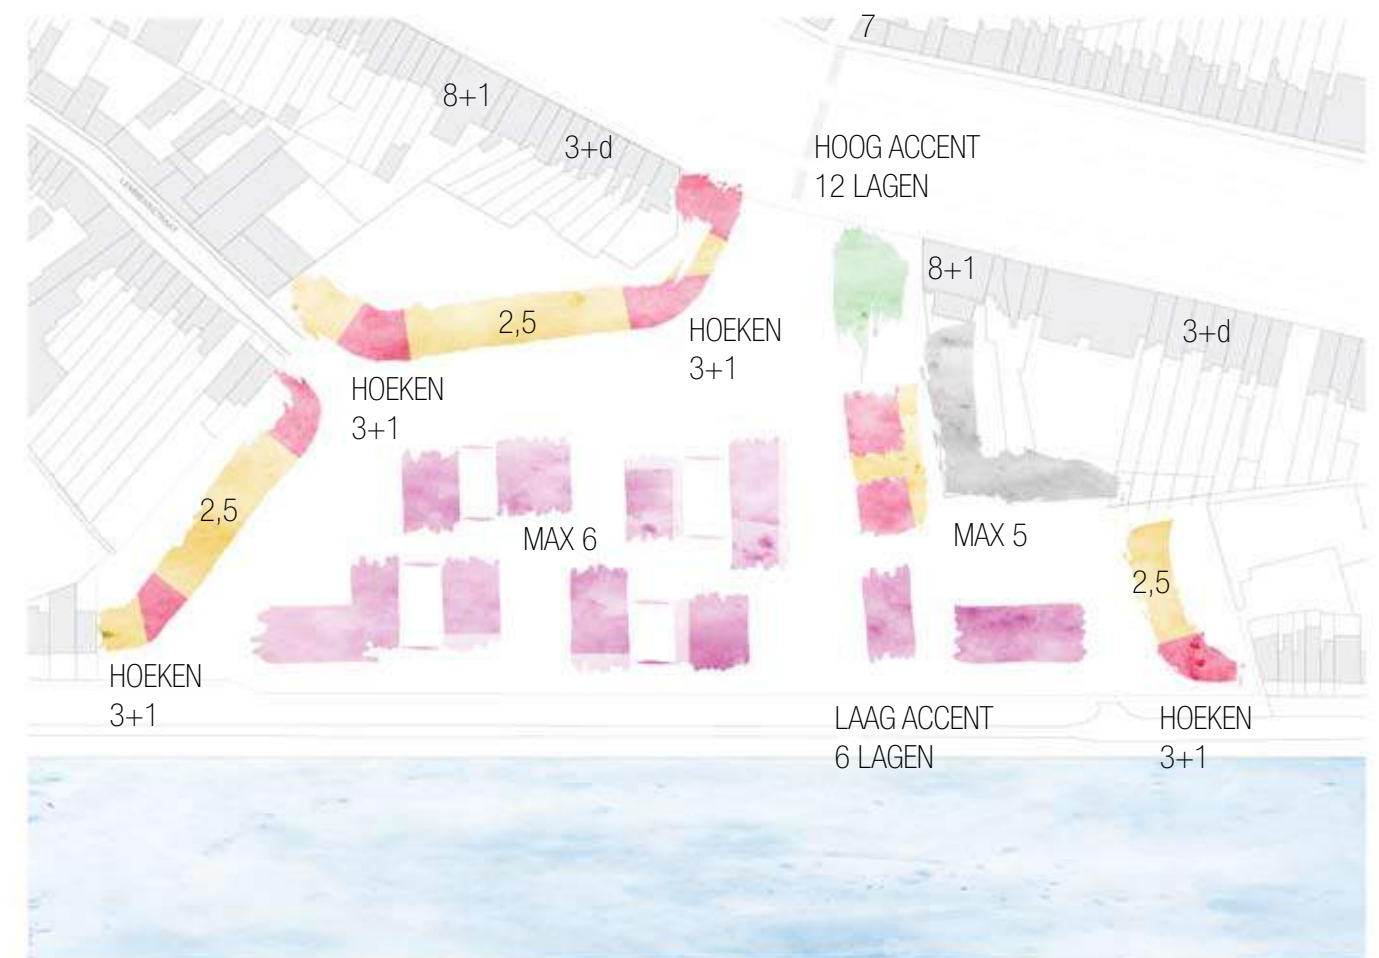 7
8+1
3+d
HOOG ACCENT
12 LAGEN
8+1
2,5
HOEKEN
3+1
3+d
HOEKEN
3+1
2,5
MAX 6
MAX 5
2,5
HOEKEN
3+1
LAAG ACCENT
6 LAGEN
HOEKEN
3+1